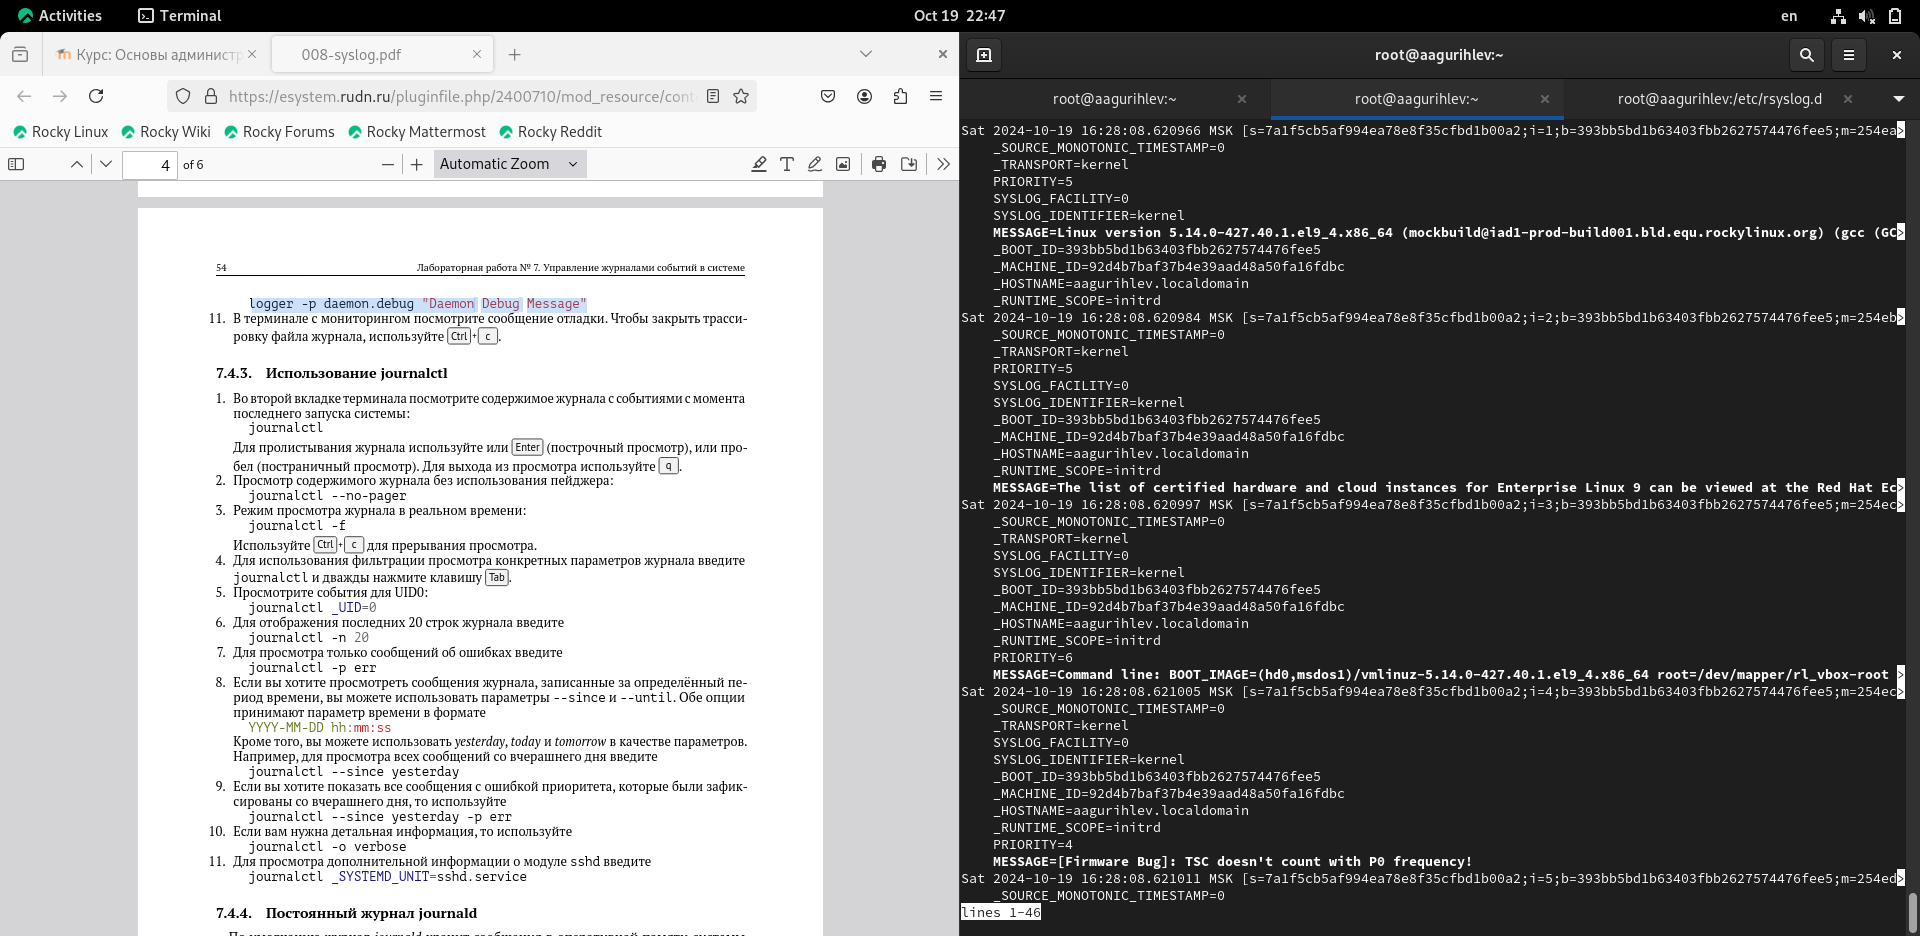 Activities
Terminal
Oct 19 22:47
en
Курс: Основы администр
008-syslog.pdf
https://esystem.rudn.ru/pluginfile.php/2400710/mod_resource/cont
Rocky Linux
Rocky Wiki
Rocky Forums
Rocky Mattermost
Rocky Reddit
4
of 6
Automatic Zoom
54
Лабораторная работа № 7. Управление журналами событий в системе
logger -p daemon.debug "Daemon Debug Message"
11. В терминале с мониторингом посмотрите сообщение отладки. Чтобы закрыть трасси-
ровку файла журнала, используйте Ctrl + c .
7.4.3. Использование journalctl
1. Во второй вкладке терминала посмотрите содержимое журнала с событиями с момента
последнего запуска системы:
journalctl
Для пролистывания журнала используйте или Enter (построчный просмотр), или про-
бел (постраничный просмотр). Для выхода из просмотра используйте q .
2. Просмотр содержимого журнала без использования пейджера:
journalctl --no-pager
3. Режим просмотра журнала в реальном времени:
journalctl -f
Используйте Ctrl + c для прерывания просмотра.
4. Для использования фильтрации просмотра конкретных параметров журнала введите
journalctl и дважды нажмите клавишу Tab .
5. Просмотрите события для UID0:
journalctl _UID=0
6. Для отображения последних 20 строк журнала введите
journalctl -n 20
7. Для просмотра только сообщений об ошибках введите
journalctl -p err
8. Если вы хотите просмотреть сообщения журнала, записанные за определённый пе-
риод времени, вы можете использовать параметры --since и --until. Обе опции
принимают параметр времени в формате
YYYY-MM-DD hh:mm:ss
Кроме того, вы можете использовать yesterday, today и tomorrow в качестве параметров.
Например, для просмотра всех сообщений со вчерашнего дня введите
journalctl --since yesterday
9. Если вы хотите показать все сообщения с ошибкой приоритета, которые были зафик-
сированы со вчерашнего дня, то используйте
journalctl --since yesterday -p err
10. Если вам нужна детальная информация, то используйте
journalctl -o verbose
11. Для просмотра дополнительной информации о модуле sshd введите
journalctl _SYSTEMD_UNIT=sshd.service
7.4.4. Постоянный журнал journald
root@aagurihlev:~
root@aagurihlev:~
root@aagurihlev:~
root@aagurihlev:/etc/rsyslog.d
Sat 2024-10-19 16:28:08.620966 MSK [s=7a1f5cb5af994ea78e8f35cfbd1b00a2;i=1;b=393bb5bd1b63403fbb2627574476fee5;m=254ea>
_SOURCE_MONOTONIC_TIMESTAMP=0
_TRANSPORT=kernel
PRIORITY=5
SYSLOG_FACILITY=0
SYSLOG_IDENTIFIER=kernel
MESSAGE=Linux version 5.14.0-427.40.1.el9_4.x86_64 (mockbuild@iad1-prod-build001.bld.equ.rockylinux.org) (gcc (GC>
_BOOT_ID=393bb5bd1b63403fbb2627574476fee5
_MACHINE_ID=92d4b7baf37b4e39aad48a50fa16fdbc
_HOSTNAME=aagurihlev.localdomain
_RUNTIME_SCOPE=initrd
Sat 2024-10-19 16:28:08.620984 MSK [s=7a1f5cb5af994ea78e8f35cfbd1b00a2;i=2;b=393bb5bd1b63403fbb2627574476fee5;m=254eb>
_SOURCE_MONOTONIC_TIMESTAMP=0
_TRANSPORT=kernel
PRIORITY=5
SYSLOG_FACILITY=0
SYSLOG_IDENTIFIER=kernel
_BOOT_ID=393bb5bd1b63403fbb2627574476fee5
_MACHINE_ID=92d4b7baf37b4e39aad48a50fa16fdbc
_HOSTNAME=aagurihlev.localdomain
_RUNTIME_SCOPE=initrd
MESSAGE=The list of certified hardware and cloud instances for Enterprise Linux 9 can be viewed at the Red Hat Ec>
Sat 2024-10-19 16:28:08.620997 MSK [s=7a1f5cb5af994ea78e8f35cfbd1b00a2;i=3;b=393bb5bd1b63403fbb2627574476fee5;m=254ec>
_SOURCE_MONOTONIC_TIMESTAMP=0
_TRANSPORT=kernel
SYSLOG_FACILITY=0
SYSLOG_IDENTIFIER=kernel
_BOOT_ID=393bb5bd1b63403fbb2627574476fee5
_MACHINE_ID=92d4b7baf37b4e39aad48a50fa16fdbc
_HOSTNAME=aagurihlev.localdomain
_RUNTIME_SCOPE=initrd
PRIORITY=6
MESSAGE=Command line: BOOT_IMAGE=(hd0,msdos1)/vmlinuz-5.14.0-427.40.1.el9_4.x86_64 root=/dev/mapper/rl_vbox-root >
Sat 2024-10-19 16:28:08.621005 MSK [s=7a1f5cb5af994ea78e8f35cfbd1b00a2;i=4;b=393bb5bd1b63403fbb2627574476fee5;m=254ec>
_SOURCE_MONOTONIC_TIMESTAMP=0
_TRANSPORT=kernel
SYSLOG_FACILITY=0
SYSLOG_IDENTIFIER=kernel
_BOOT_ID=393bb5bd1b63403fbb2627574476fee5
_MACHINE_ID=92d4b7baf37b4e39aad48a50fa16fdbc
_HOSTNAME=aagurihlev.localdomain
_RUNTIME_SCOPE=initrd
PRIORITY=4
MESSAGE=[Firmware Bug]: TSC doesn't count with P0 frequency!
Sat 2024-10-19 16:28:08.621011 MSK [s=7a1f5cb5af994ea78e8f35cfbd1b00a2;i=5;b=393bb5bd1b63403fbb2627574476fee5;m=254ed>
_SOURCE_MONOTONIC_TIMESTAMP=0
lines 1-46